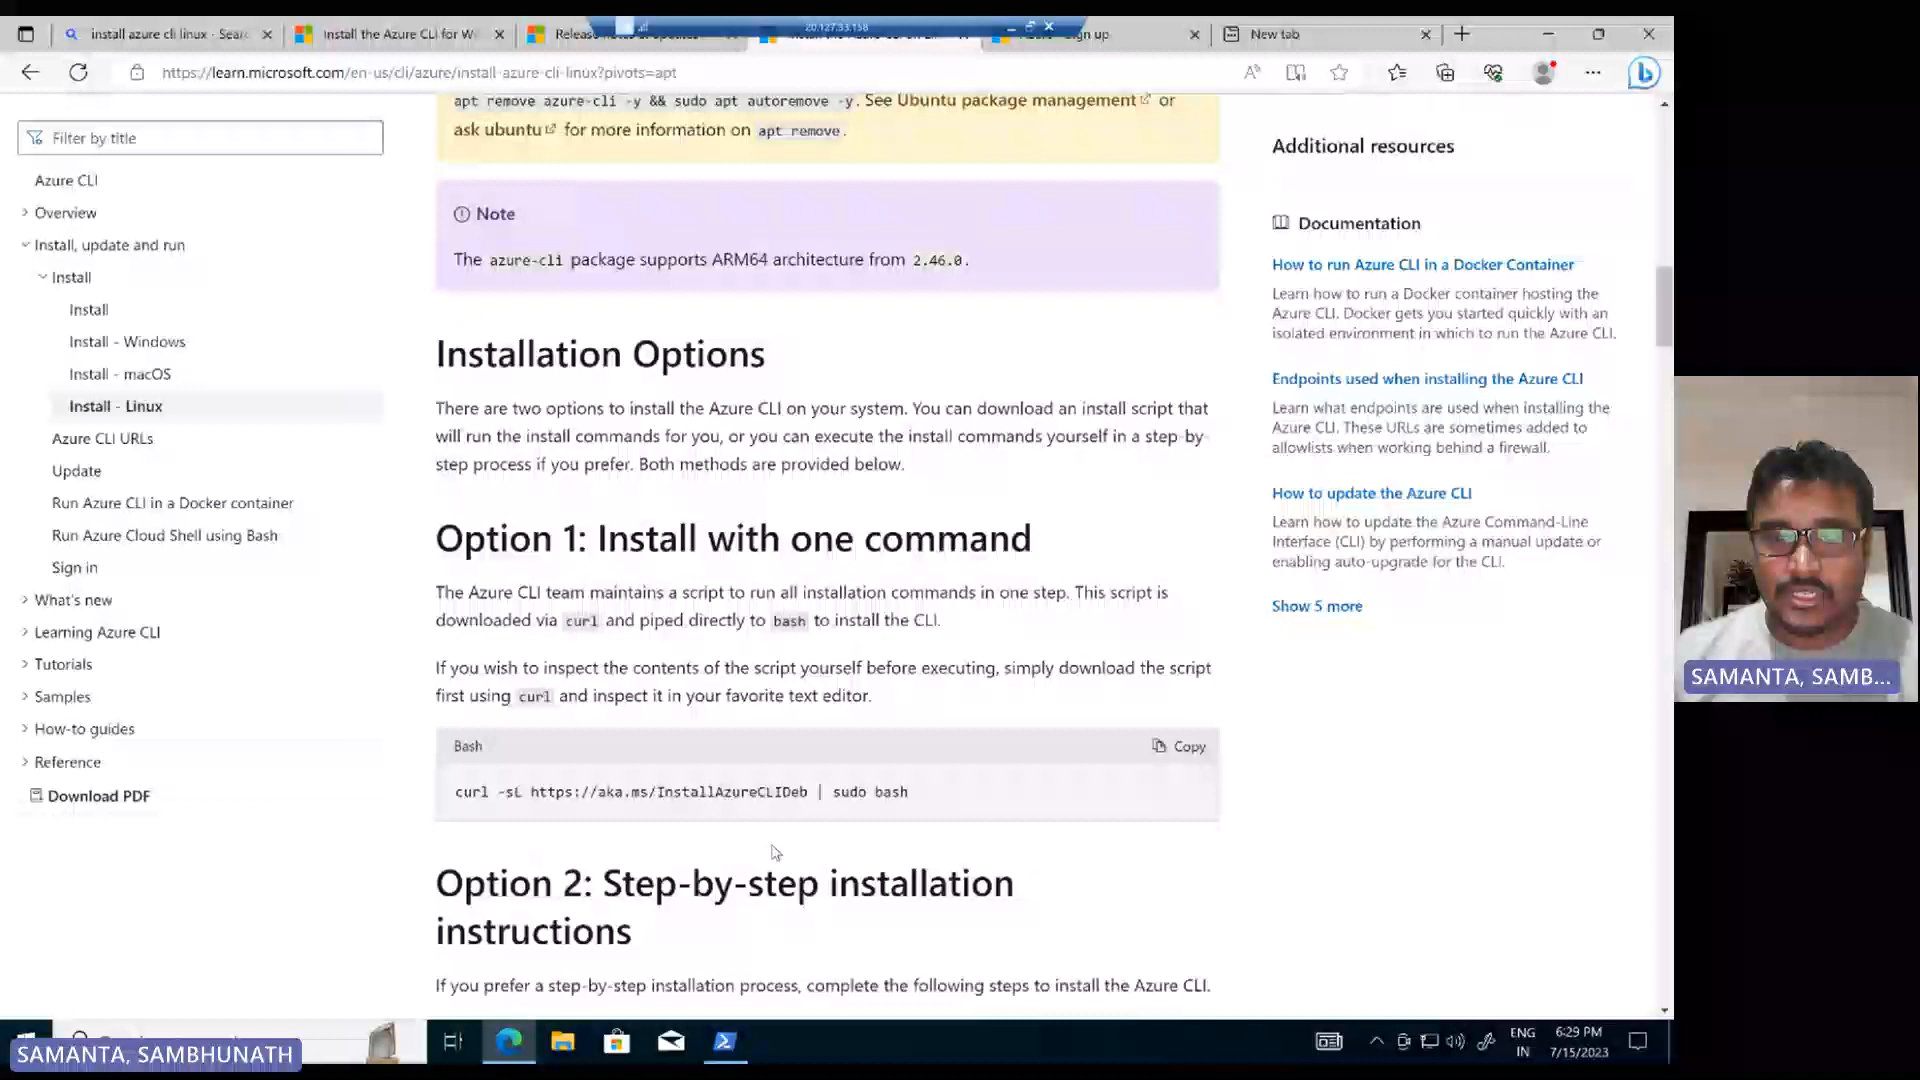 install azure cli linux - Sear
Install the Azure CLI for W
20.127.33.158
New tab
https://learn.microsoft.com/en-us/cli/azure/install-azure-cli-linux?pivots=apt
Filter by title
Azure CLI
Overview
Install, update and run
Install
Install
Install - Windows
Install - macOS
Install - Linux
Azure CLI URLs
Update
Run Azure CLI in a Docker container
Run Azure Cloud Shell using Bash
Sign in
What's new
Learning Azure CLI
Tutorials
Samples
How-to guides
Reference
Download PDF
apt remove azure-cli -y && sudo apt autoremove -y. See Ubuntu package management or
ask ubuntu for more information on apt remove.
Note
The azure-cli package supports ARM64 architecture from 2.46.0.
Installation Options
There are two options to install the Azure CLI on your system. You can download an install script that
will run the install commands for you, or you can execute the install commands yourself in a step-by-
step process if you prefer. Both methods are provided below.
Option 1: Install with one command
The Azure CLI team maintains a script to run all installation commands in one step. This script is
downloaded via curl and piped directly to bash to install the CLI.
If you wish to inspect the contents of the script yourself before executing, simply download the script
first using curl and inspect it in your favorite text editor.
Bash
Copy
curl -sL https://aka.ms/InstallAzureCLIDeb | sudo bash
Option 2: Step-by-step installation
instructions
If you prefer a step-by-step installation process, complete the following steps to install the Azure CLI.
Additional resources
Documentation
How to run Azure CLI in a Docker Container
Learn how to run a Docker container hosting the
Azure CLI. Docker gets you started quickly with an
isolated environment in which to run the Azure CLI.
Endpoints used when installing the Azure CLI
Learn what endpoints are used when installing the
Azure CLI. These URLs are sometimes added to
allowlists when working behind a firewall.
How to update the Azure CLI
Learn how to update the Azure Command-Line
Interface (CLI) by performing a manual update or
enabling auto-upgrade for the CLI.
Show 5 more
SAMANTA, SAMB...
SAMANTA, SAMBHUNATH
ENG
IN
6:29 PM
7/15/2023